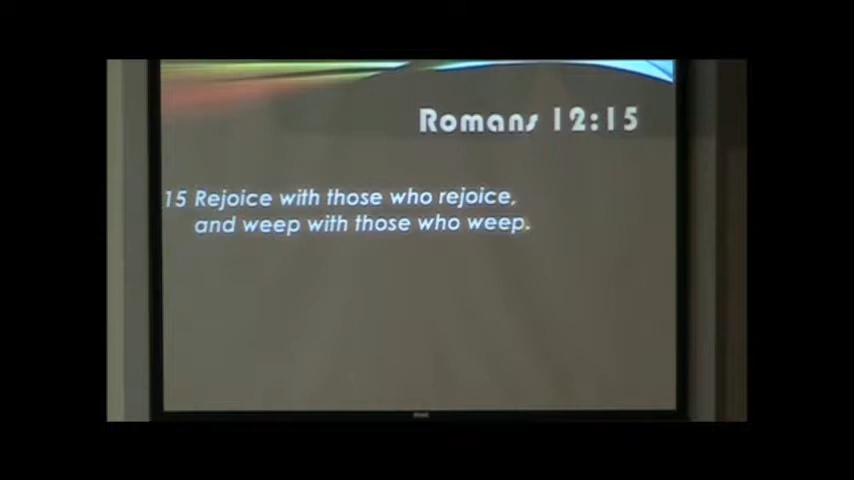 Romans 12:15
15 Rejoice with those who rejoice,
and weep with those who weep.